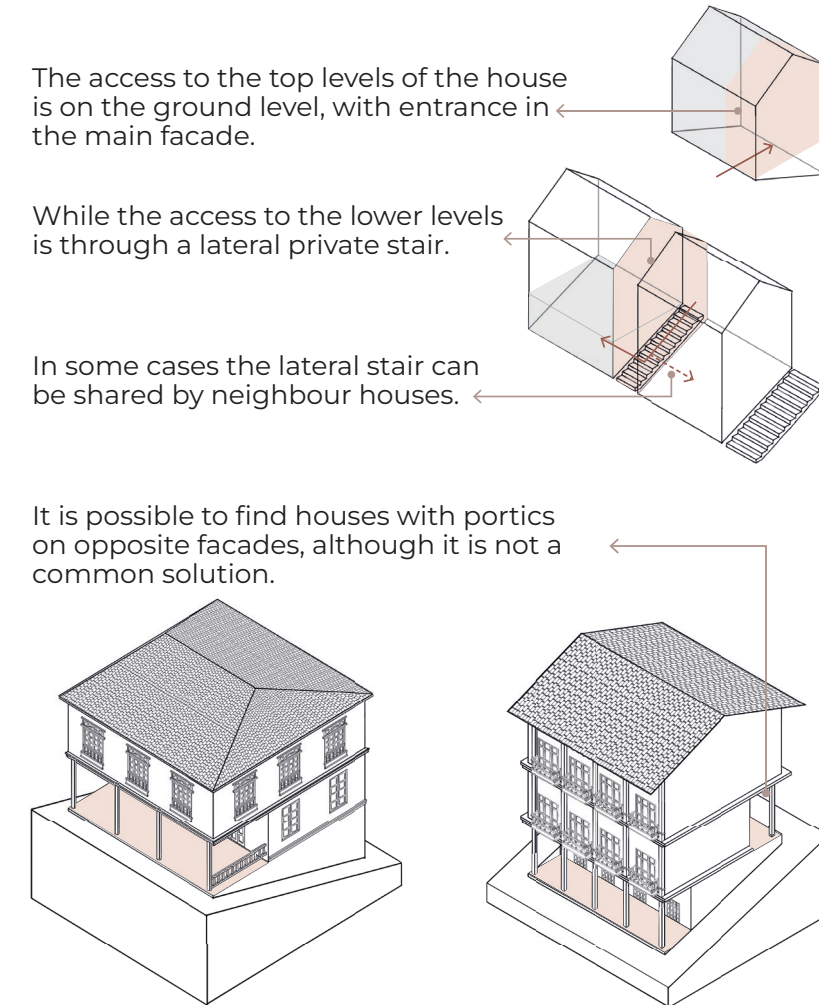 The access to the top levels of the house
is on the ground level, with entrance in
the main facade.
While the access to the lower levels
is through a lateral private stair.
In some cases the lateral stair can
be shared by neighbour houses.
It is possible to find houses with portics
on opposite facades, although it is not a
common solution.